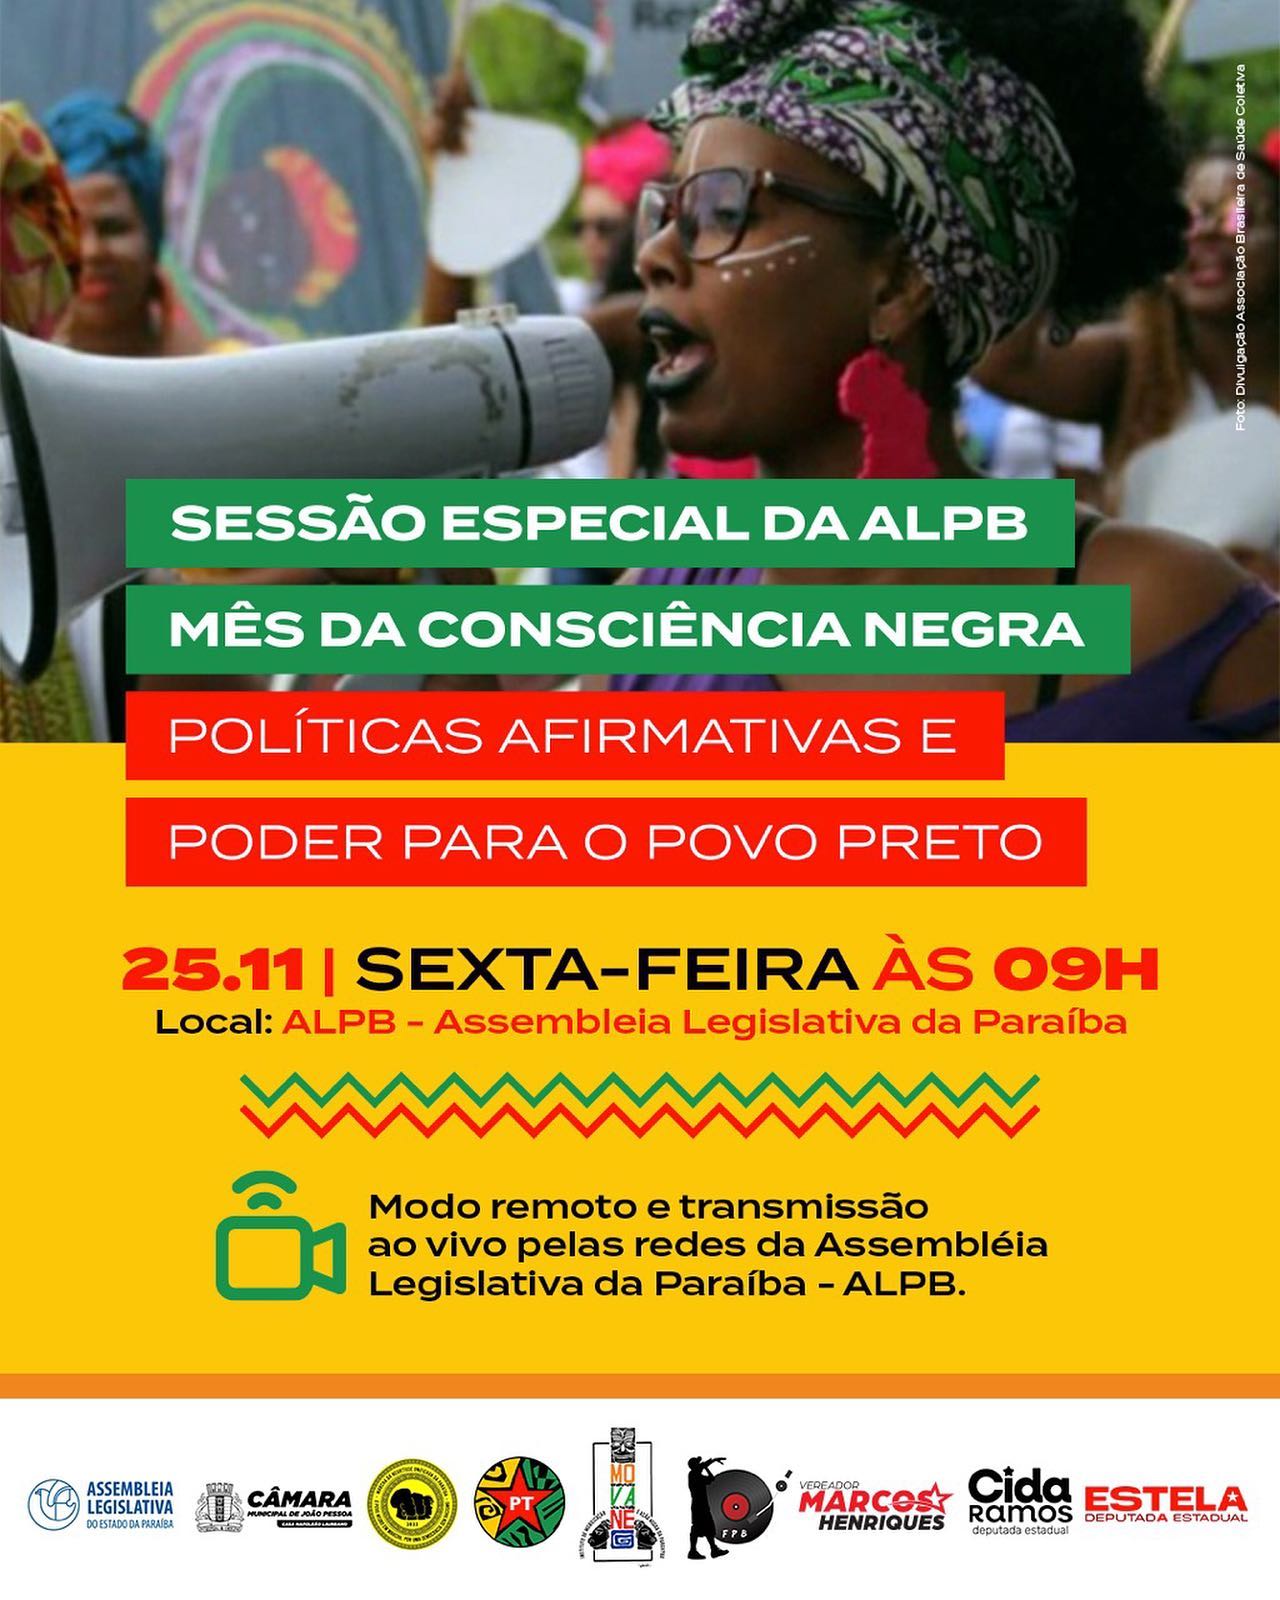 Foto: Divulgação Associação Brasileira de Saúde Coletiva
SESSÃO ESPECIAL DA ALPB
MÊS DA CONSCIÊNCIA NEGRA
POLÍTICAS AFIRMATIVAS E
PODER PARA O POVO PRETO
25.11 | SEXTA-FEIRA ÀS 09H
Local: ALPB - Assembleia Legislativa da Paraíba
Modo remoto e transmissão
ao vivo pelas redes da Assembléia
Legislativa da Paraíba - ALPB.
ASSEMBLEIA
LEGISLATIVA
DO ESTADO DA PARAÍBA
CÂMARA
MUNICIPAL DE JOÃO PESSOA
CASA NAPOLEÃO LAUREANO
PT
MO
VA
NE
G
FPB
VEREADOR
MARCOS
HENRIQUES
Cida
Ramos
deputada estadual
ESTELA
DEPUTADA ESTADUAL